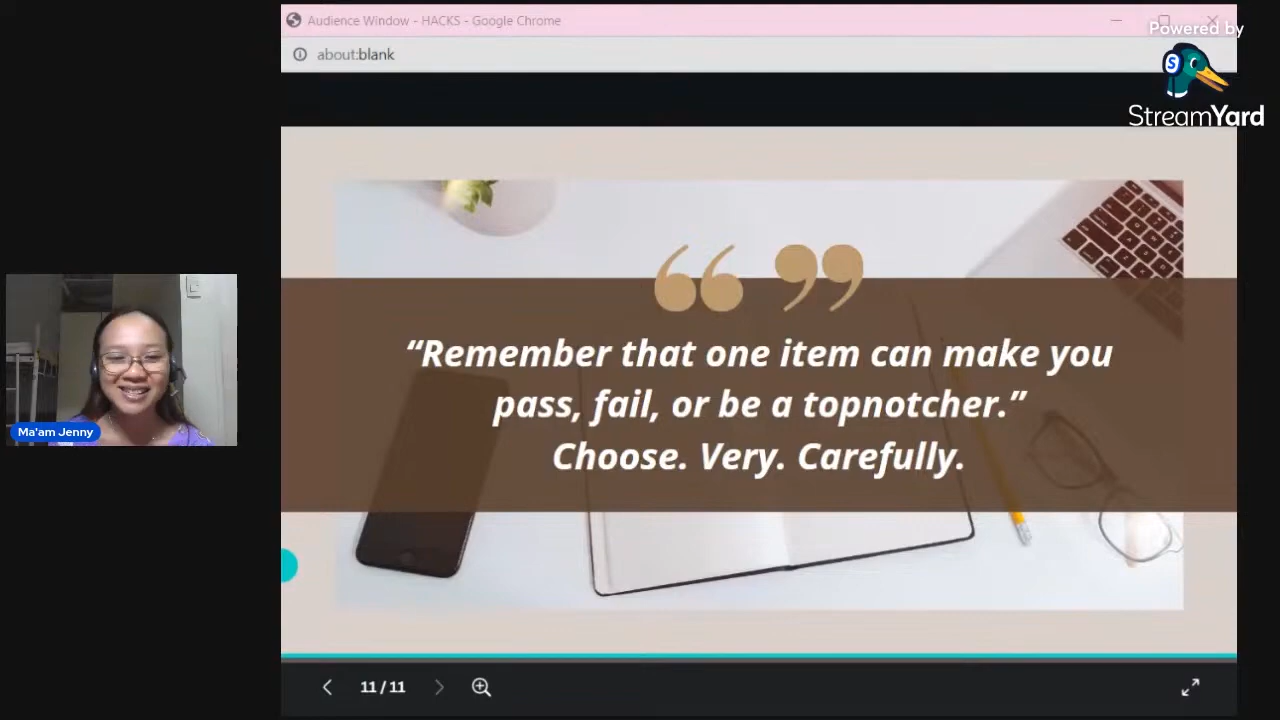 Audience Window - HACKS - Google Chrome
about:blank
Powered by
S
StreamYard
“Remember that one item can make you
pass, fail, or be a topnotcher.”
Choose. Very. Carefully.
Ma'am Jenny
11 / 11